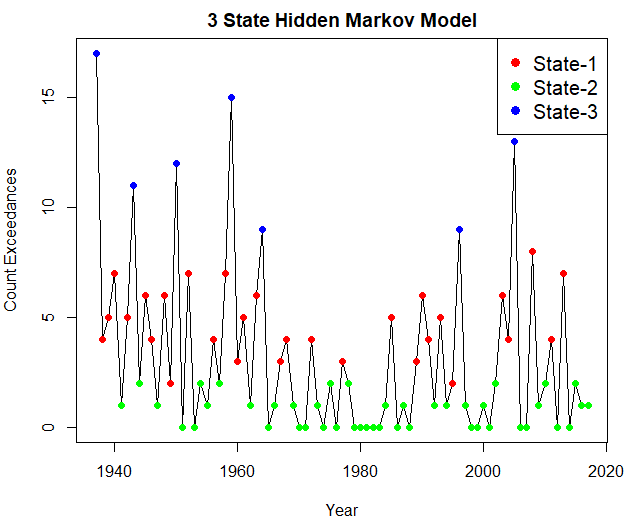 3 State Hidden Markov Model
State-1
State-2
State-3
Count Exceedances
15
10
5
0
1940 1960 1980 2000 2020
Year